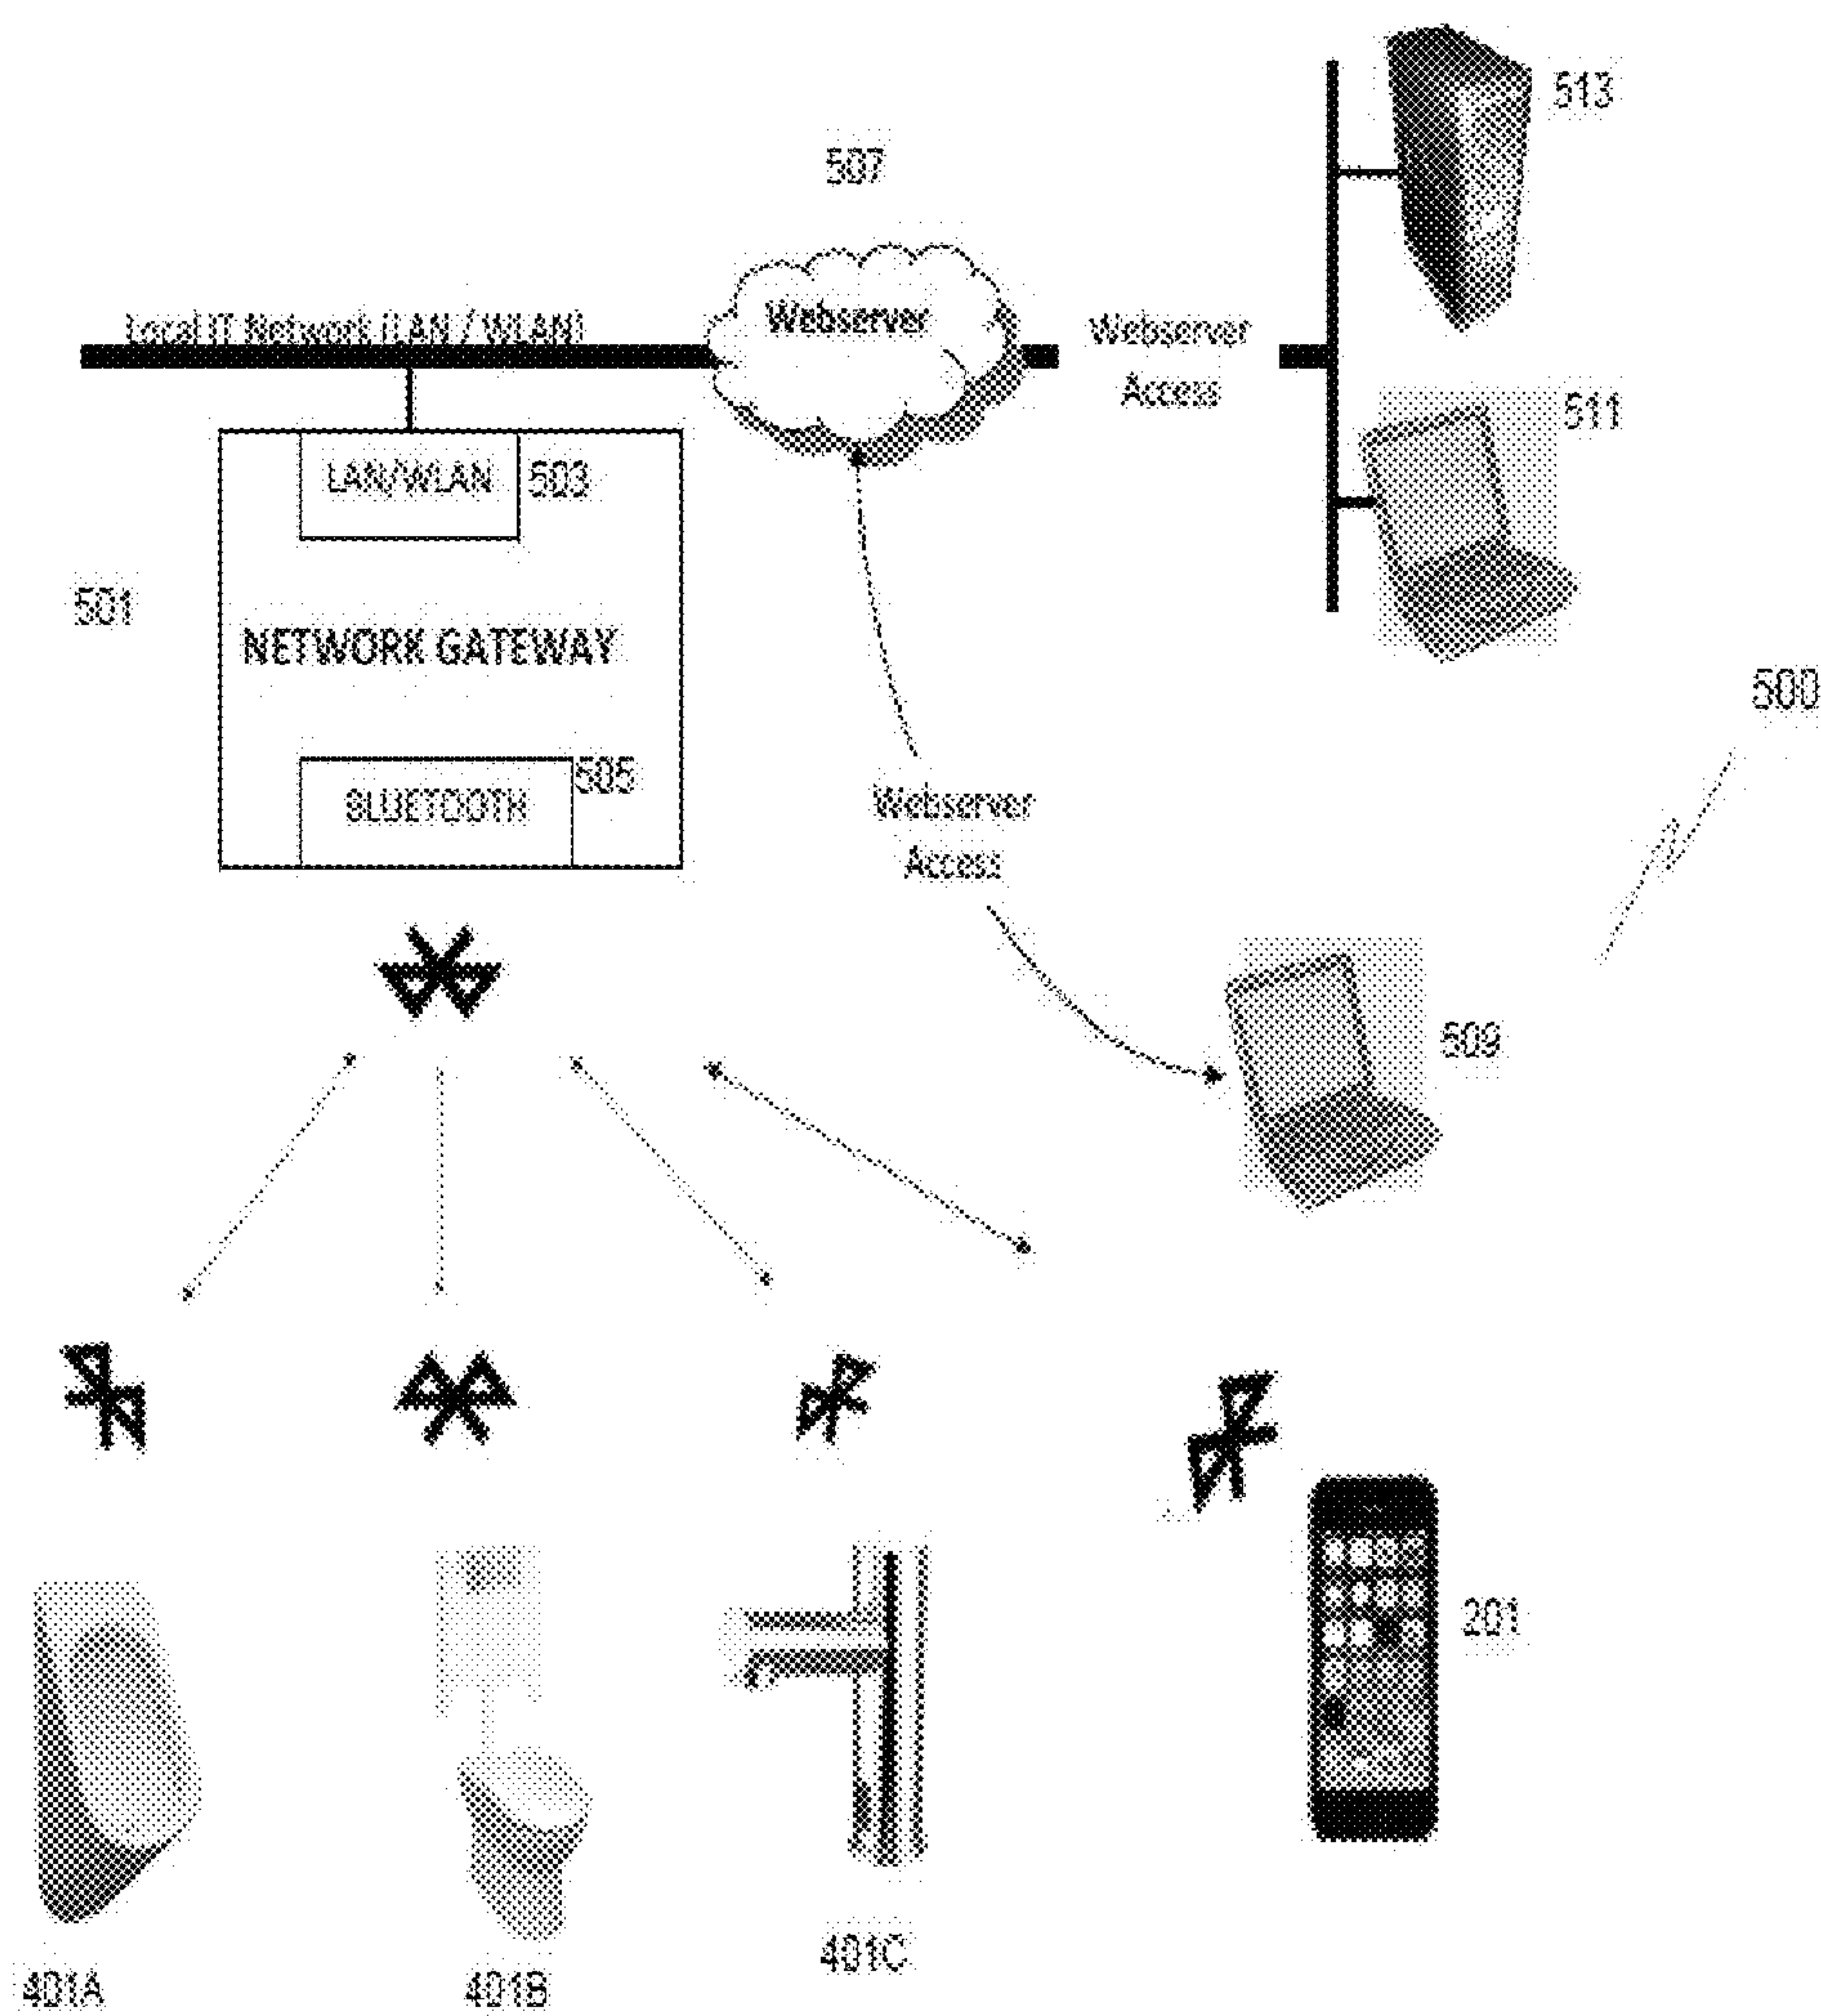 513
507
Local IT Network (LAN / WLAN)
Webserver
Webserver
Access
511
LAN/WLAN
503
501
NETWORK GATEWAY
500
505
BLUETOOTH
Webserver
Access
509
201
401C
401A
401B